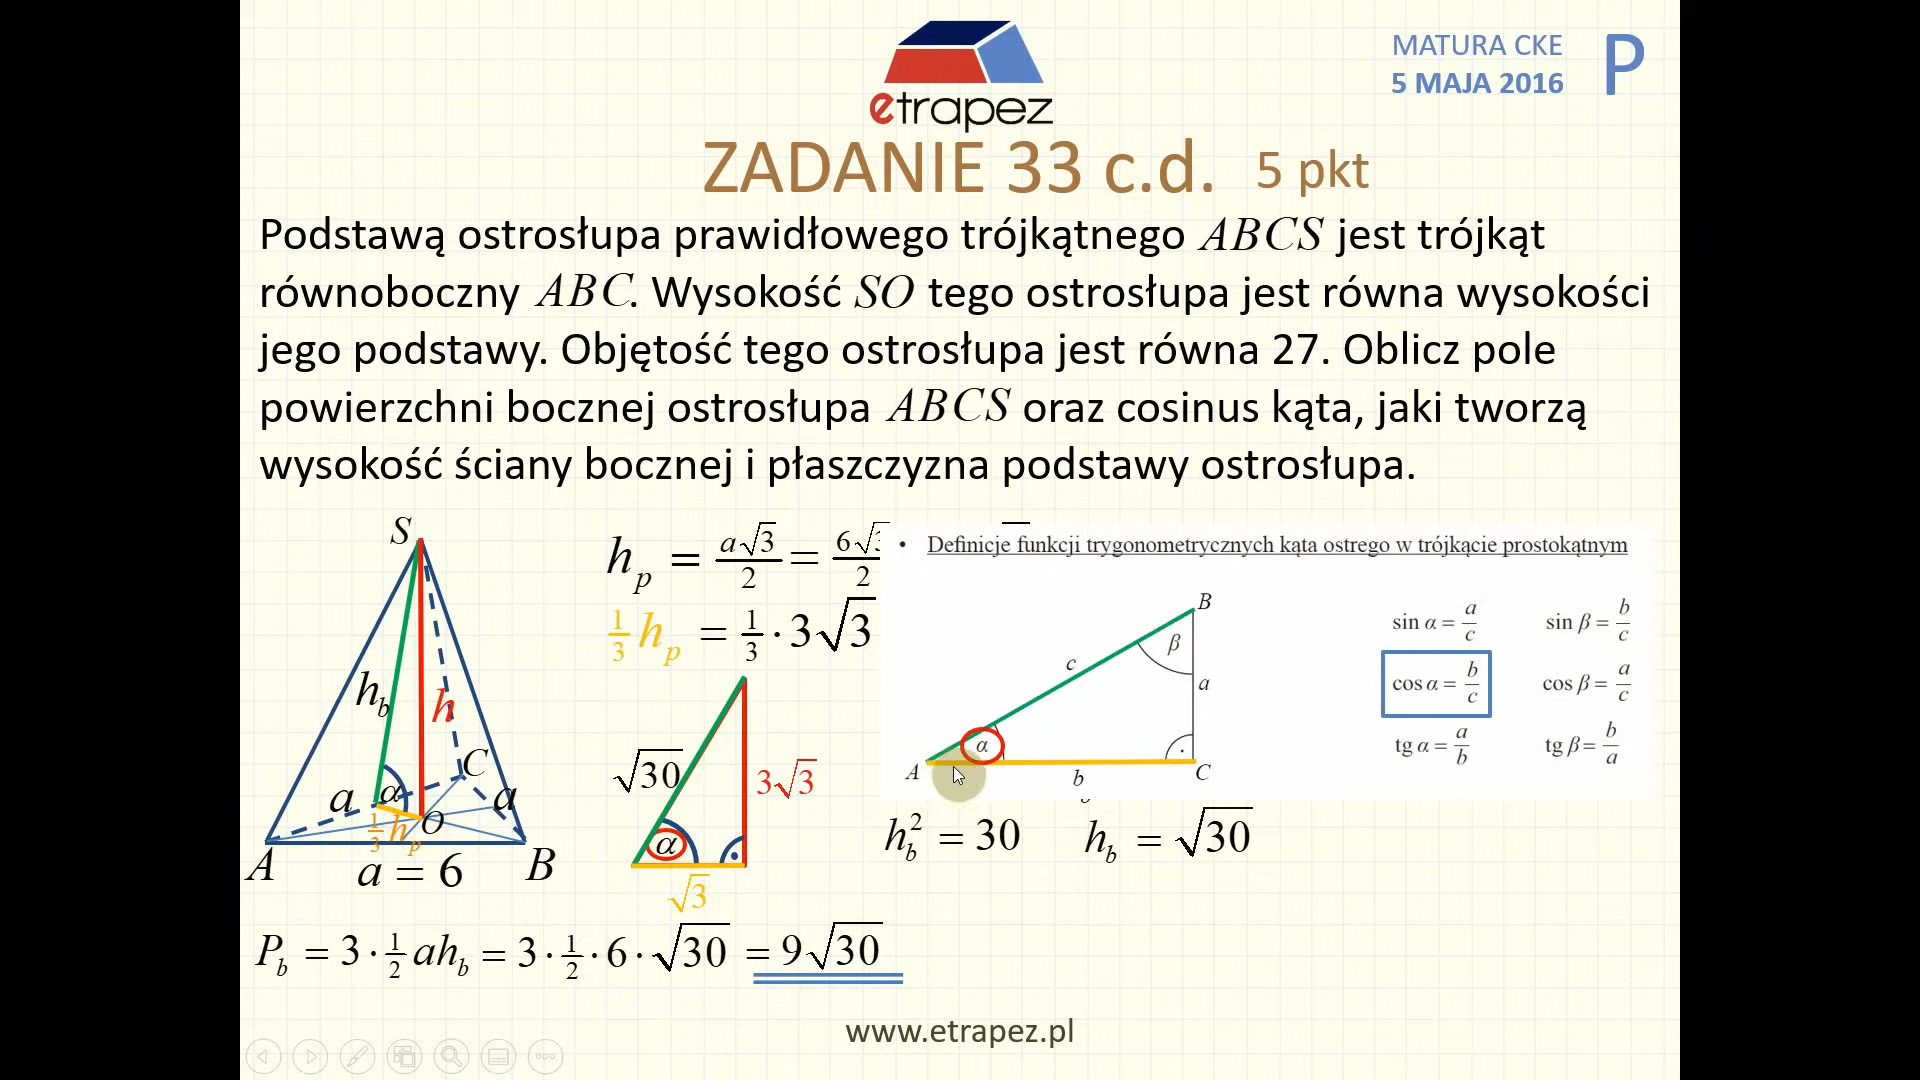 etrapez
MATURA CKE
5 MAJA 2016
P
ZADANIE 33 c.d. 5 pkt
Podstawą ostrosłupa prawidłowego trójkątnego ABCS jest trójkąt
równoboczny ABC. Wysokość SO tego ostrosłupa jest równa wysokości
jego podstawy. Objętość tego ostrosłupa jest równa 27. Oblicz pole
powierzchni bocznej ostrosłupa ABCS oraz cosinus kąta, jaki tworzą
wysokość ściany bocznej i płaszczyzna podstawy ostrosłupa.
S
h_b
h
C
a
α
a
1/3 h_p
O
A
a = 6
B
h_p = a√3/2 = 6√3/2
1/3 h_p = 1/3 · 3√3
√30
3√3
α
√3
• Definicje funkcji trygonometrycznych kąta ostrego w trójkącie prostokątnym
B
β
c
a
α
A
b
C
sin α = a/c sin β = b/c
cos α = b/c cos β = a/c
tg α = a/b tg β = b/a
h_b² = 30 h_b = √30
P_b = 3 · 1/2 ah_b = 3 · 1/2 · 6 · √30 = 9√30
www.etrapez.pl